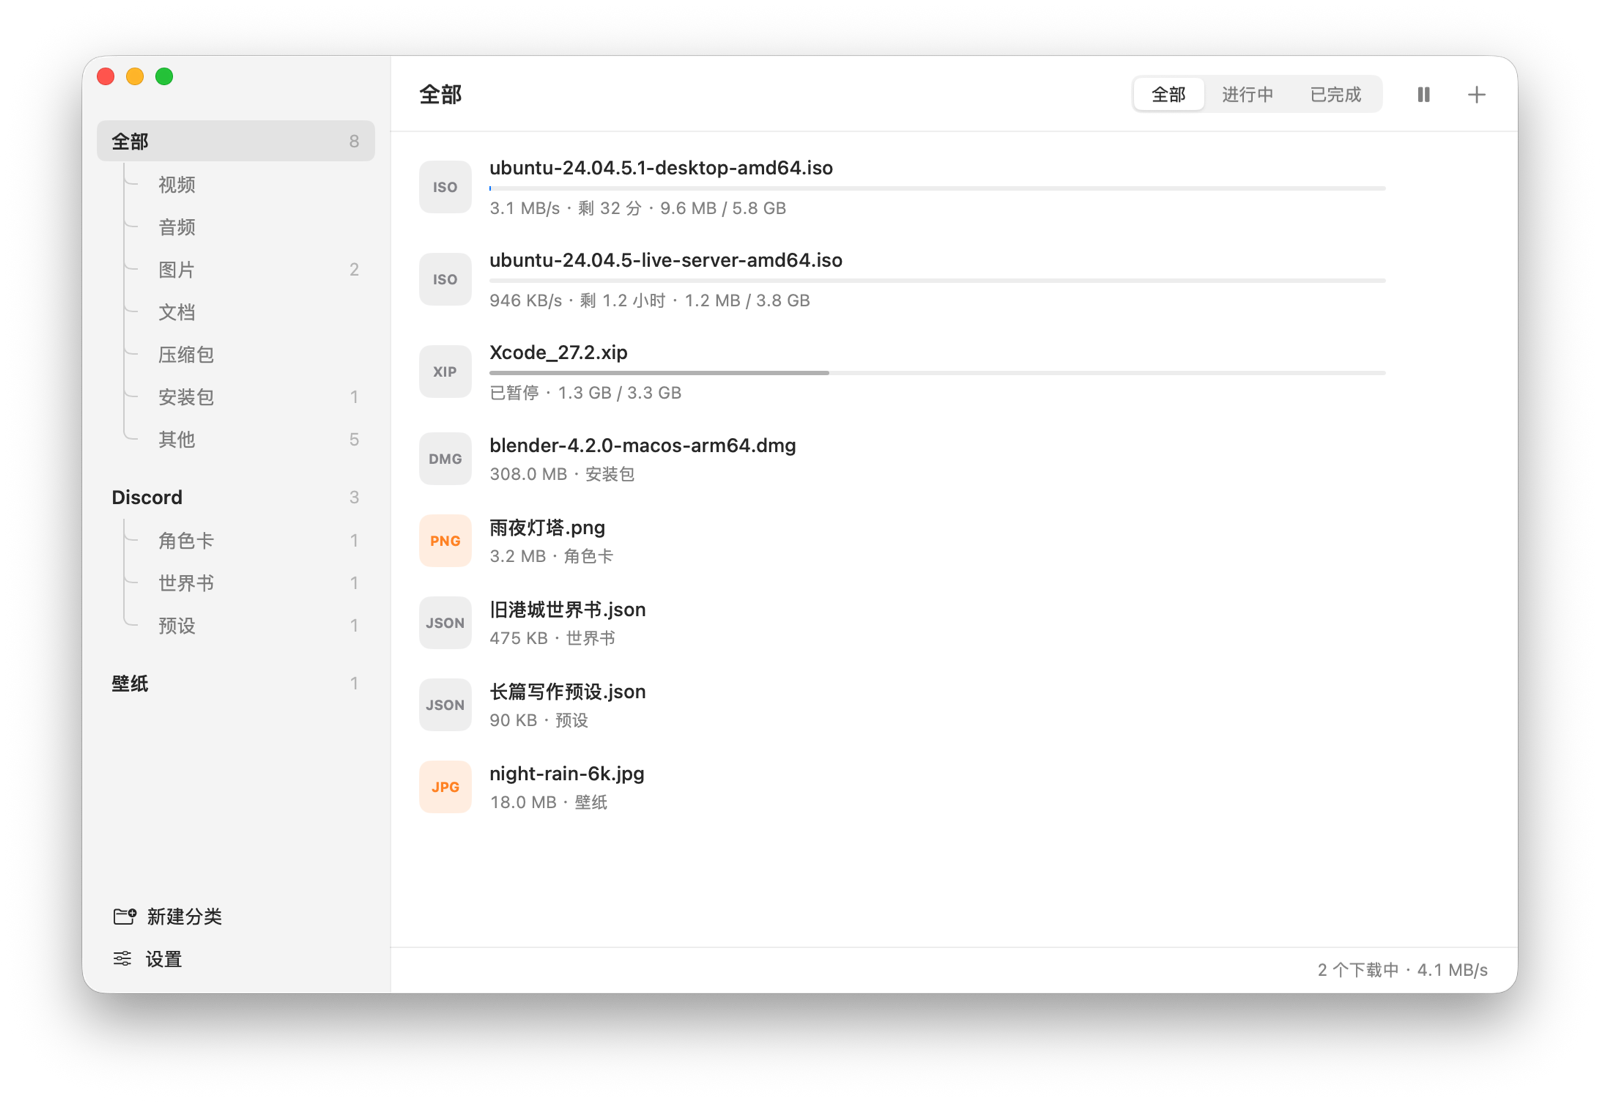 全部 8
视频
音频
图片 2
文档
压缩包
安装包 1
其他 5
Discord 3
角色卡 1
世界书 1
预设 1
壁纸 1
新建分类
设置
全部
全部 进行中 已完成
ISO
ubuntu-24.04.5.1-desktop-amd64.iso
3.1 MB/s · 剩 32 分 · 9.6 MB / 5.8 GB
ISO
ubuntu-24.04.5-live-server-amd64.iso
946 KB/s · 剩 1.2 小时 · 1.2 MB / 3.8 GB
XIP
Xcode_27.2.xip
已暂停 · 1.3 GB / 3.3 GB
DMG
blender-4.2.0-macos-arm64.dmg
308.0 MB · 安装包
PNG
雨夜灯塔.png
3.2 MB · 角色卡
JSON
旧港城世界书.json
475 KB · 世界书
JSON
长篇写作预设.json
90 KB · 预设
JPG
night-rain-6k.jpg
18.0 MB · 壁纸
2 个下载中 · 4.1 MB/s